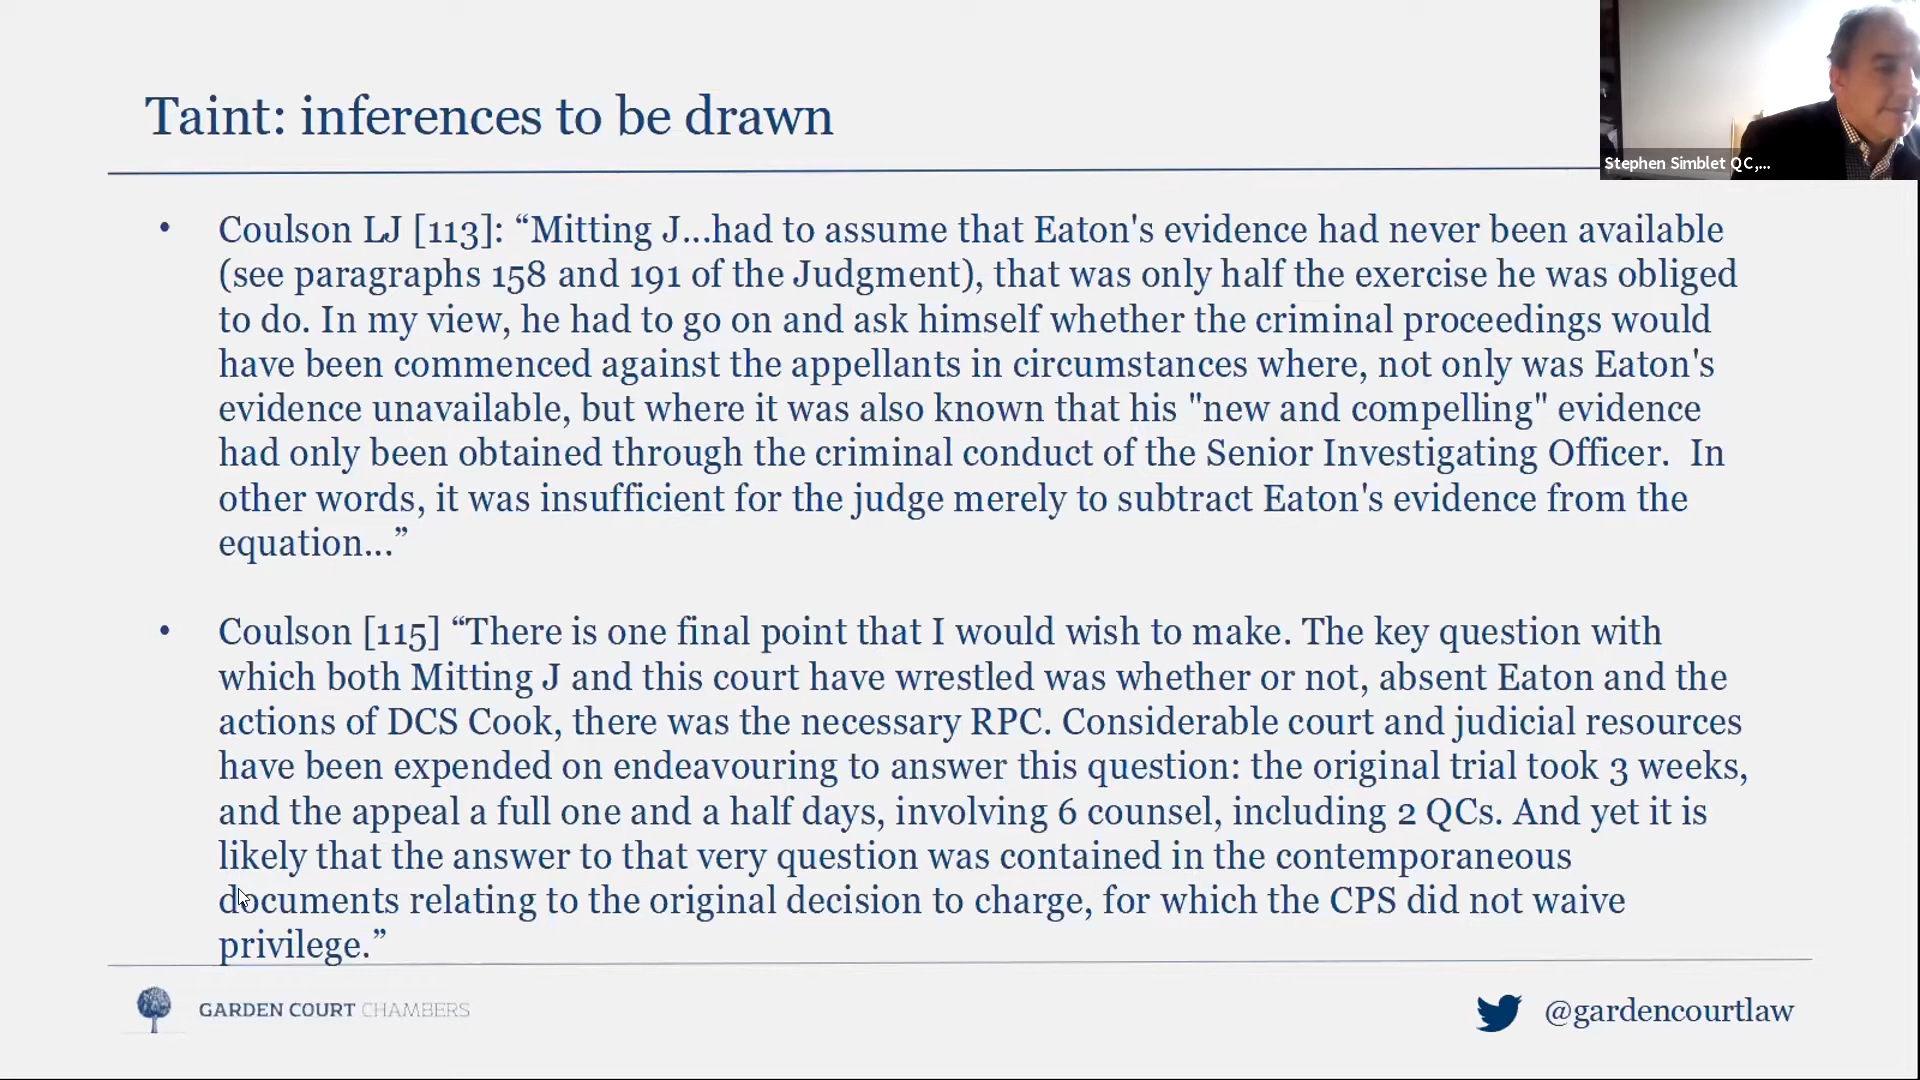 Taint: inferences to be drawn
Stephen Simblet QC,...
• Coulson LJ [113]: “Mitting J...had to assume that Eaton's evidence had never been available
(see paragraphs 158 and 191 of the Judgment), that was only half the exercise he was obliged
to do. In my view, he had to go on and ask himself whether the criminal proceedings would
have been commenced against the appellants in circumstances where, not only was Eaton's
evidence unavailable, but where it was also known that his "new and compelling" evidence
had only been obtained through the criminal conduct of the Senior Investigating Officer.  In
other words, it was insufficient for the judge merely to subtract Eaton's evidence from the
equation...”
• Coulson [115] “There is one final point that I would wish to make. The key question with
which both Mitting J and this court have wrestled was whether or not, absent Eaton and the
actions of DCS Cook, there was the necessary RPC. Considerable court and judicial resources
have been expended on endeavouring to answer this question: the original trial took 3 weeks,
and the appeal a full one and a half days, involving 6 counsel, including 2 QCs. And yet it is
likely that the answer to that very question was contained in the contemporaneous
documents relating to the original decision to charge, for which the CPS did not waive
privilege.”
GARDEN COURT CHAMBERS
@gardencourtlaw